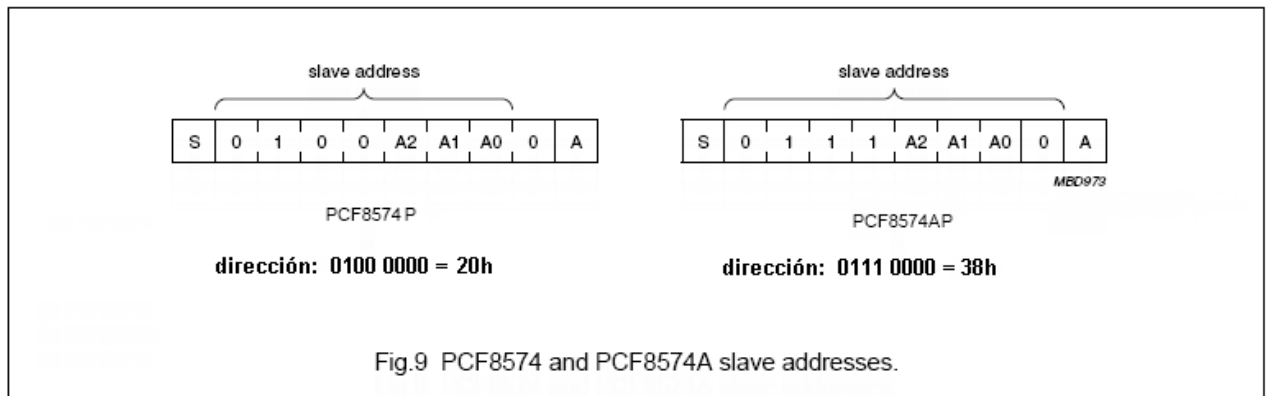 slave address
S 0 1 0 0 A2 A1 A0 0 A
PCF8574P
dirección: 0100 0000 = 20h
slave address
S 0 1 1 1 A2 A1 A0 0 A
MBD973
PCF8574AP
dirección: 0111 0000 = 38h
Fig.9 PCF8574 and PCF8574A slave addresses.